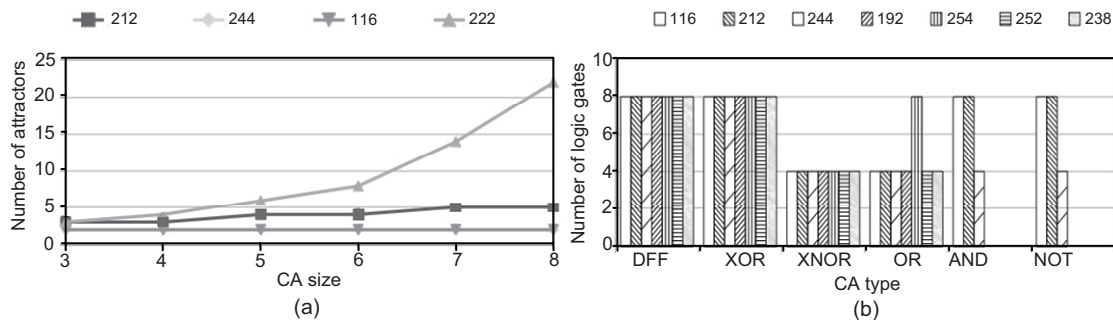 212 244 116 222
Number of attractors
25
20
15
10
5
0
3 4 5 6 7 8
CA size
(a)
116 212 244 192 254 252 238
Number of logic gates
10
8
6
4
2
0
DFF XOR XNOR OR AND NOT
CA type
(b)